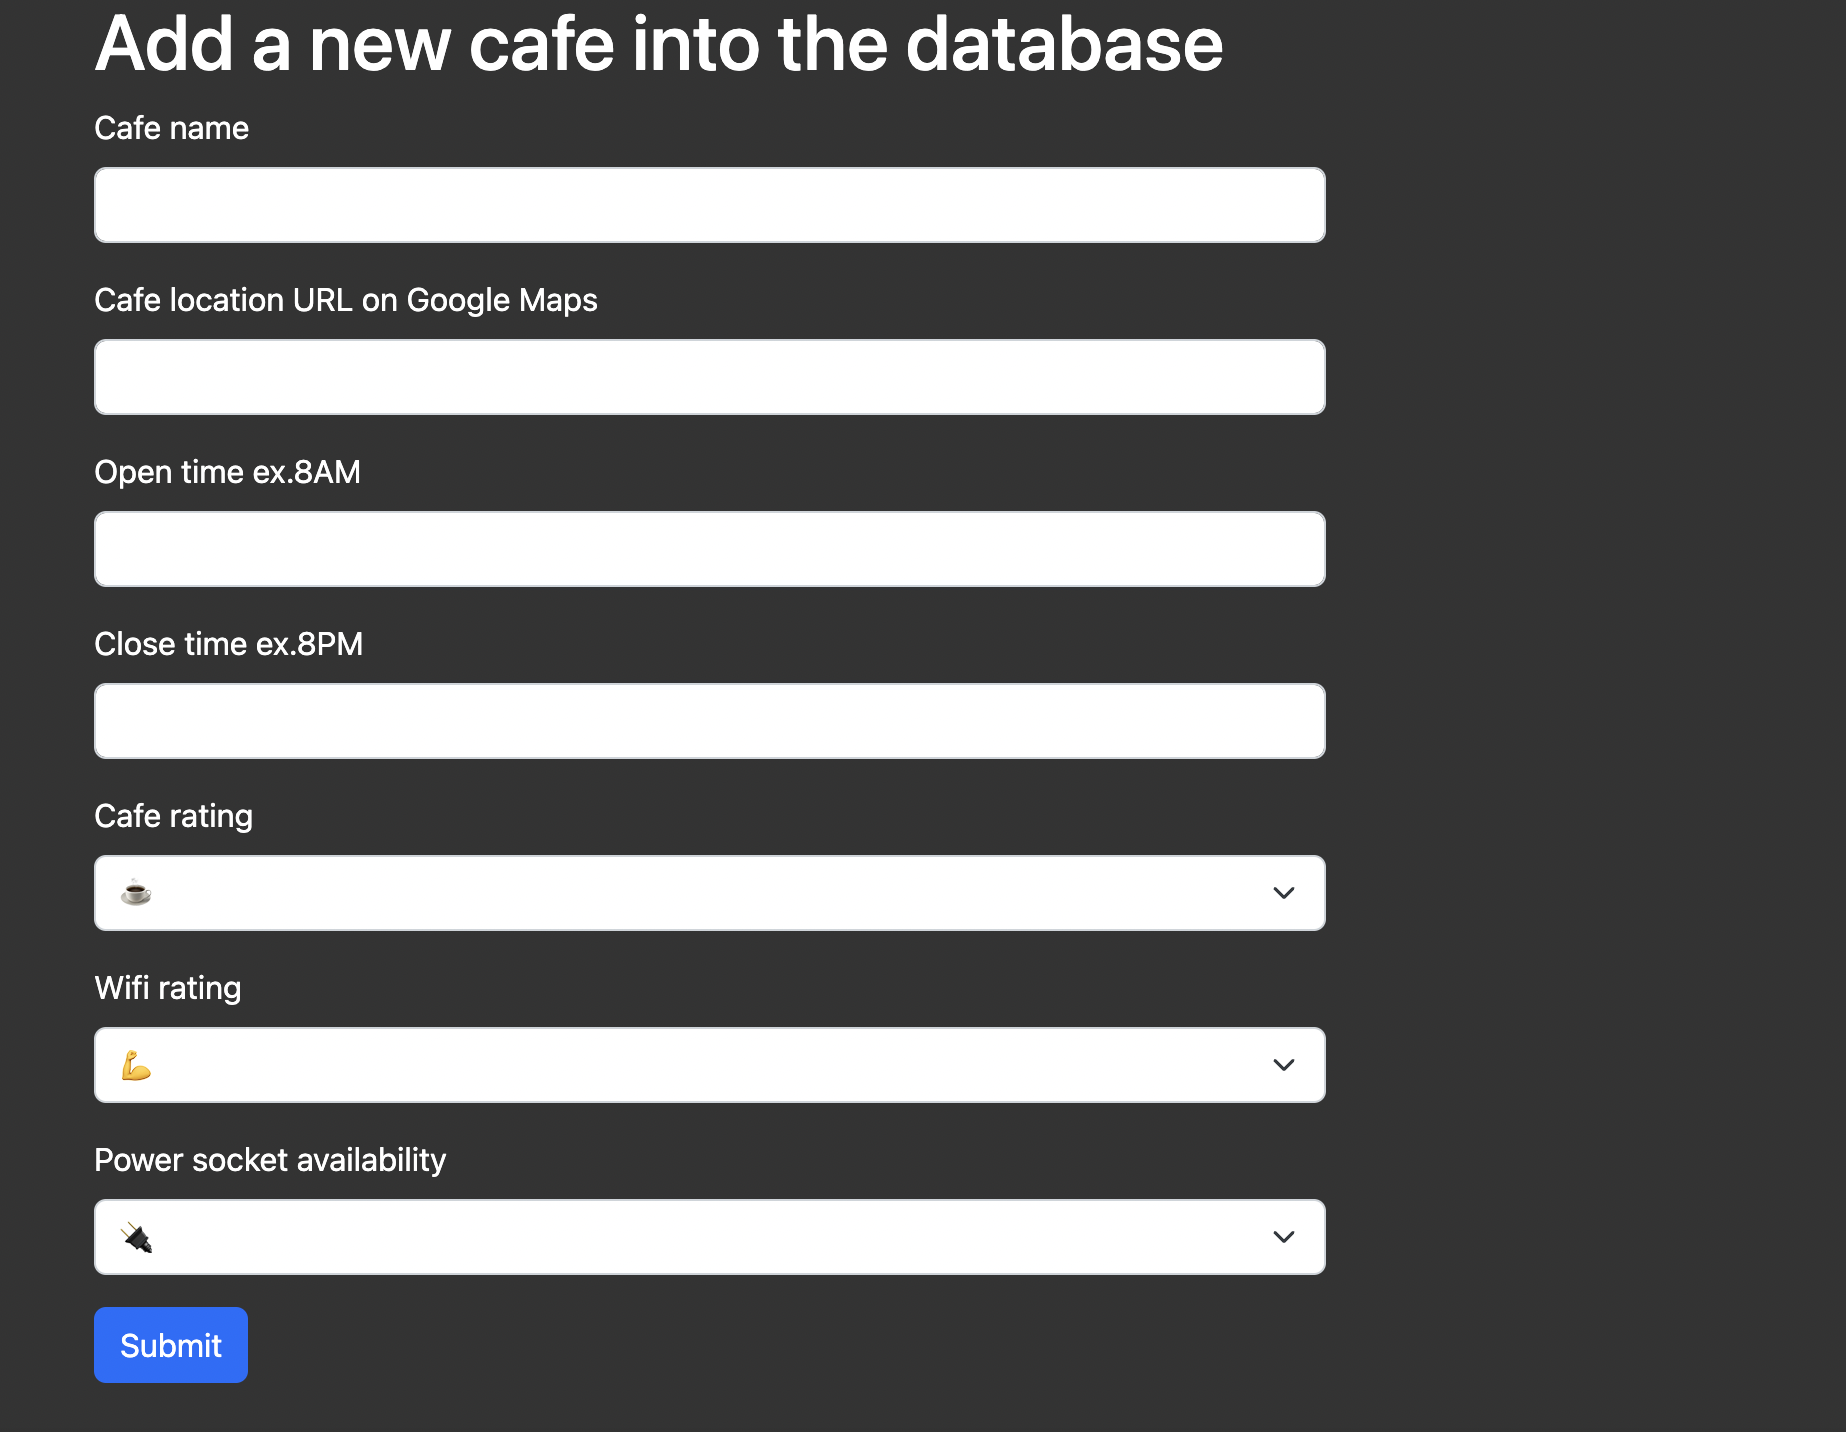 Add a new cafe into the database
Cafe name
Cafe location URL on Google Maps
Open time ex.8AM
Close time ex.8PM
Cafe rating
☕
Wifi rating
💪
Power socket availability
🔌
Submit